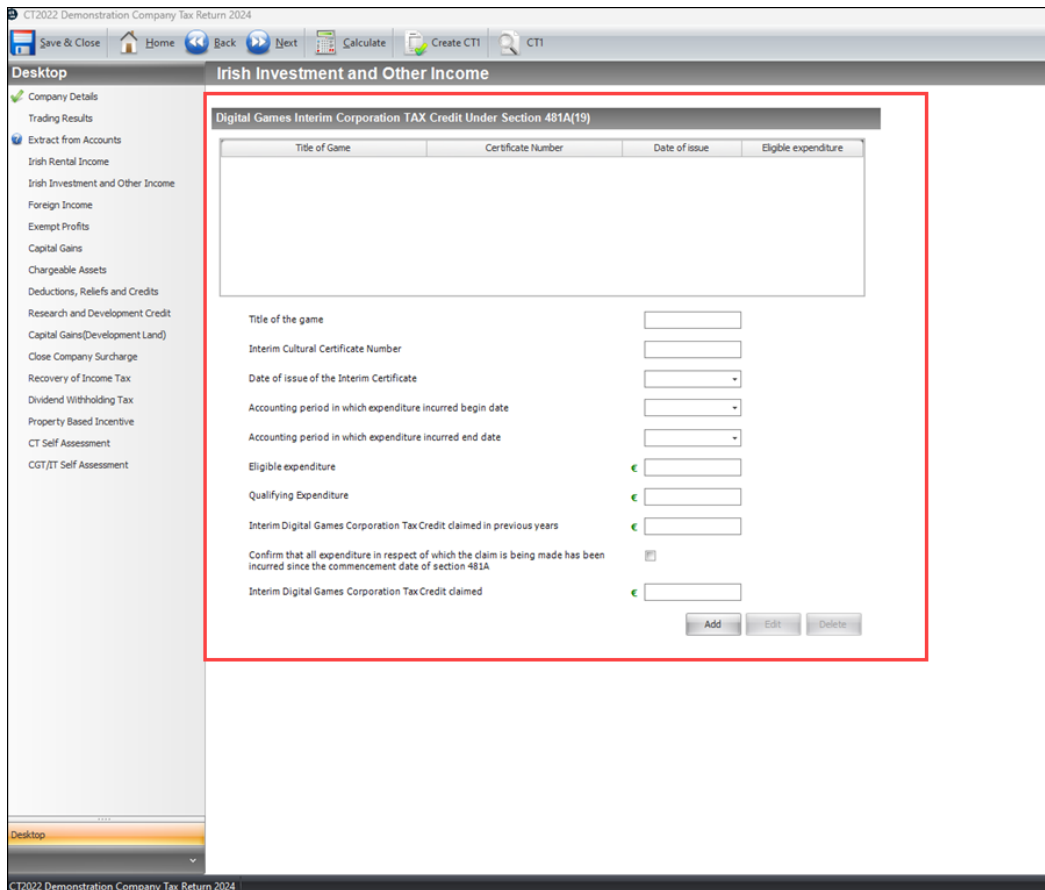 CT2022 Demonstration Company Tax Return 2024
Save & Close Home Back Next Calculate Create CT1 CT1
Desktop
Irish Investment and Other Income
Company Details
Trading Results
Extract from Accounts
Irish Rental Income
Irish Investment and Other Income
Foreign Income
Exempt Profits
Capital Gains
Chargeable Assets
Deductions, Reliefs and Credits
Research and Development Credit
Capital Gains(Development Land)
Close Company Surcharge
Recovery of Income Tax
Dividend Withholding Tax
Property Based Incentive
CT Self Assessment
CGT/IT Self Assessment
Digital Games Interim Corporation TAX Credit Under Section 481A(19)
Title of Game Certificate Number Date of issue Eligible expenditure
Title of the game
Interim Cultural Certificate Number
Date of issue of the Interim Certificate
Accounting period in which expenditure incurred begin date
Accounting period in which expenditure incurred end date
Eligible expenditure €
Qualifying Expenditure €
Interim Digital Games Corporation Tax Credit claimed in previous years €
Confirm that all expenditure in respect of which the claim is being made has been
incurred since the commencement date of section 481A
Interim Digital Games Corporation Tax Credit claimed €
Add Edit Delete
Desktop
CT2022 Demonstration Company Tax Return 2024